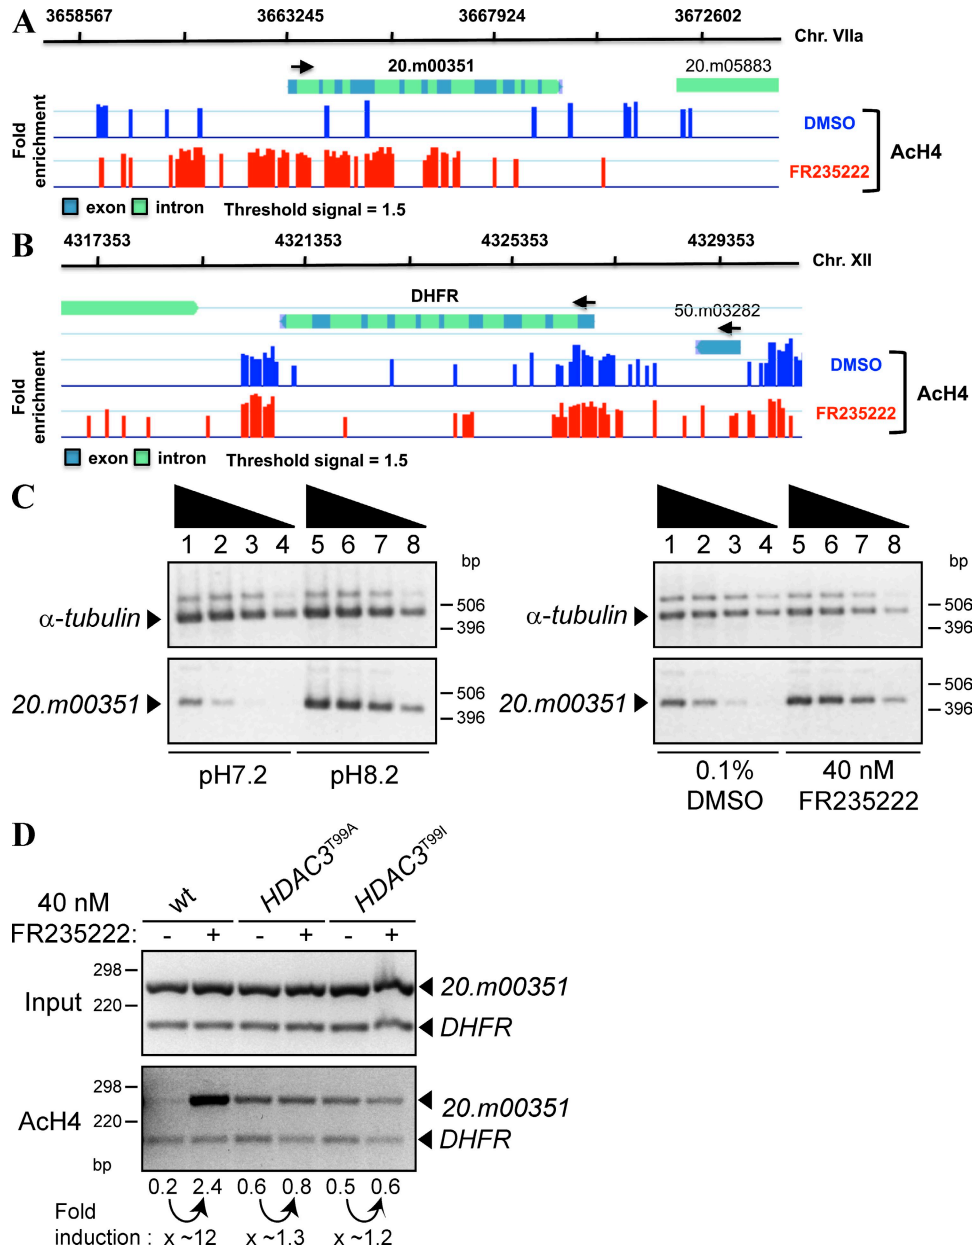 A
3658567 3663245 3667924 3672602
Chr. VIIa
20.m00351 20.m05883
Fold enrichment
DMSO
FR235222
AcH4
exon intron Threshold signal = 1.5
B
4317353 4321353 4325353 4329353
Chr. XII
DHFR 50.m03282
Fold enrichment
DMSO
FR235222
AcH4
exon intron Threshold signal = 1.5
C
1 2 3 4 5 6 7 8
bp
α-tubulin
506
396
20.m00351
506
396
pH7.2 pH8.2
1 2 3 4 5 6 7 8
bp
α-tubulin
506
396
20.m00351
506
396
0.1% DMSO
40 nM FR235222
D
40 nM FR235222:
wt HDAC3T99A HDAC3T99I
- + - + - +
Input
298
220
20.m00351
DHFR
AcH4
298
220
bp
20.m00351
DHFR
0.2 2.4 0.6 0.8 0.5 0.6
Fold induction : x ~12 x ~1.3 x ~1.2